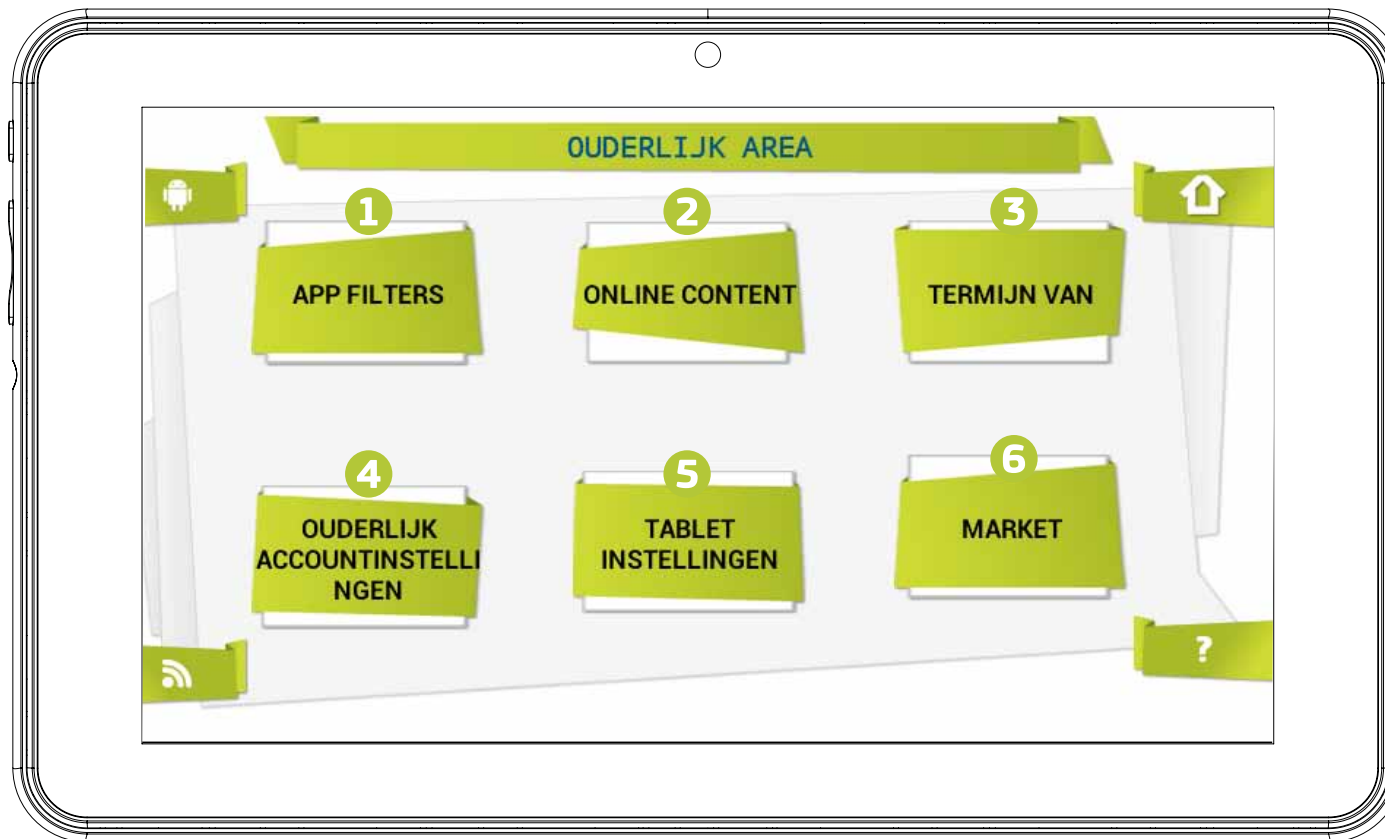 OUDERLIJK AREA
1
2
3
APP FILTERS
ONLINE CONTENT
TERMIJN VAN
4
5
6
OUDERLIJK
ACCOUNTINSTELLI
NGEN
TABLET
INSTELLINGEN
MARKET
?